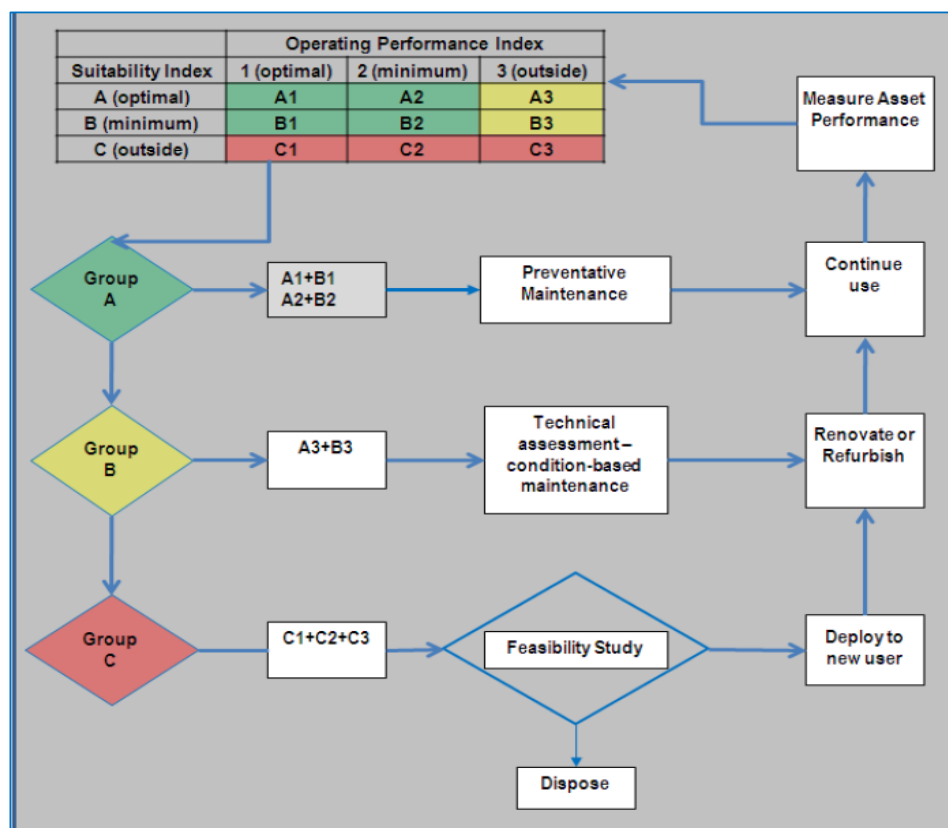 Operating Performance Index
Suitability Index 1 (optimal) 2 (minimum) 3 (outside)
A (optimal) A1 A2 A3
B (minimum) B1 B2 B3
C (outside) C1 C2 C3
Measure Asset
Performance
Group
A
A1+B1
A2+B2
Preventative
Maintenance
Continue
use
Group
B
A3+B3
Technical
assessment –
condition-based
maintenance
Renovate or
Refurbish
Group
C
C1+C2+C3
Feasibility Study
Deploy to
new user
Dispose